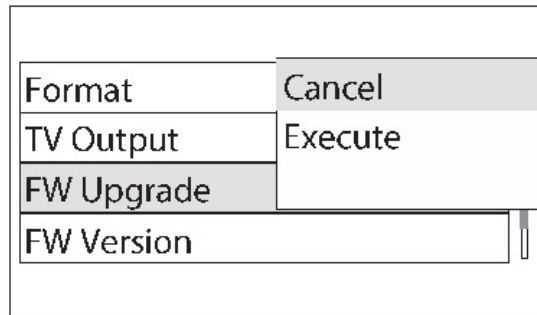 Format
TV Output
FW Upgrade
FW Version
Cancel
Execute